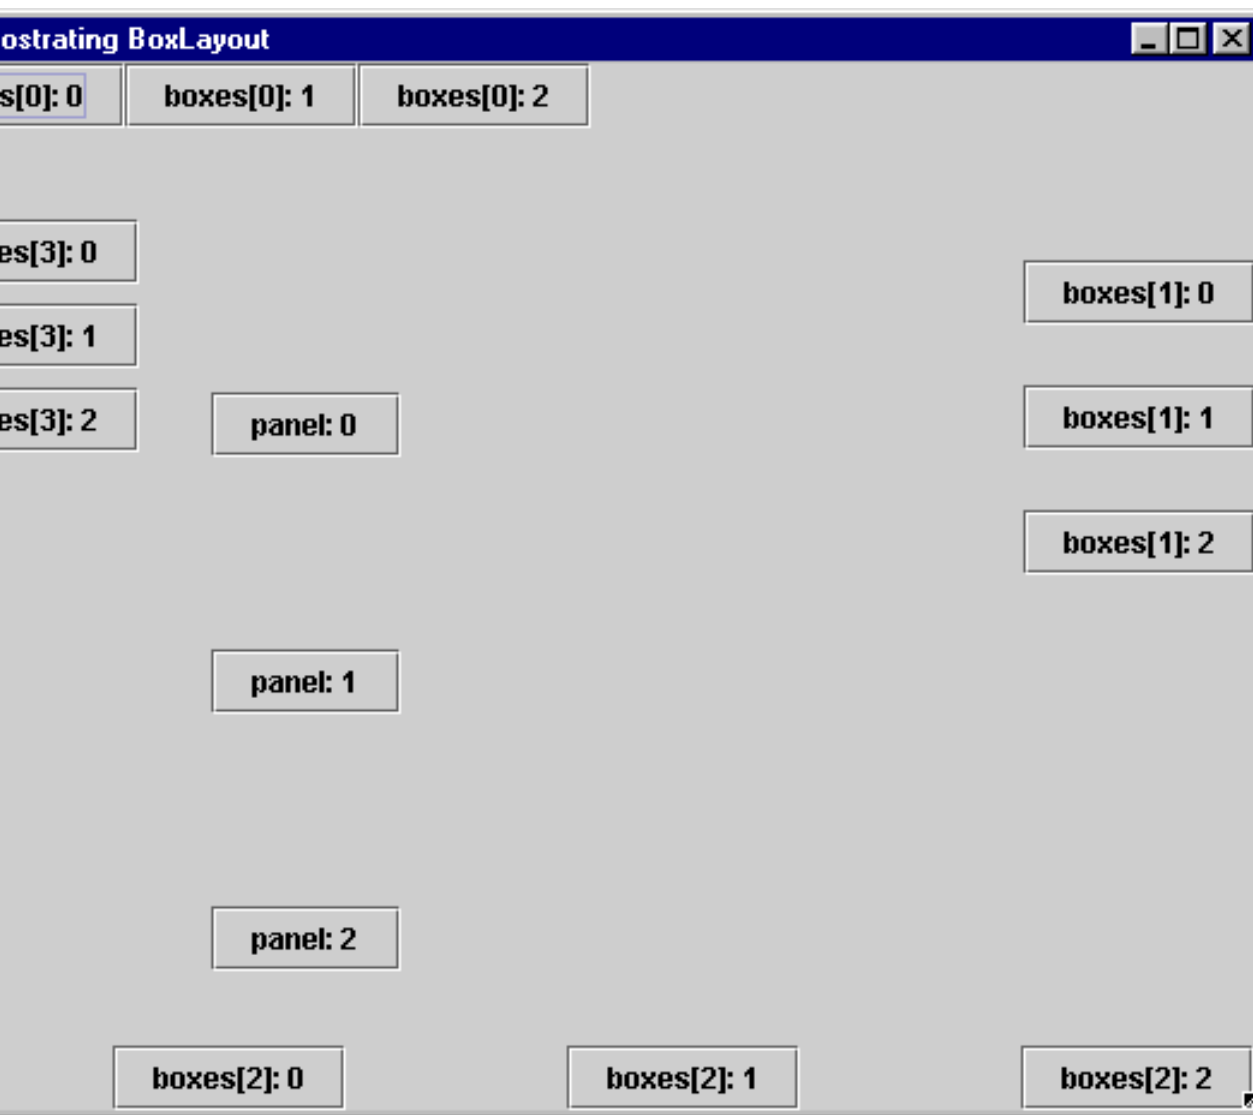 ostrating BoxLayout
s[0]: 0 boxes[0]: 1 boxes[0]: 2
es[3]: 0
boxes[1]: 0
es[3]: 1
boxes[1]: 1
es[3]: 2
panel: 0
boxes[1]: 2
panel: 1
panel: 2
boxes[2]: 0 boxes[2]: 1 boxes[2]: 2